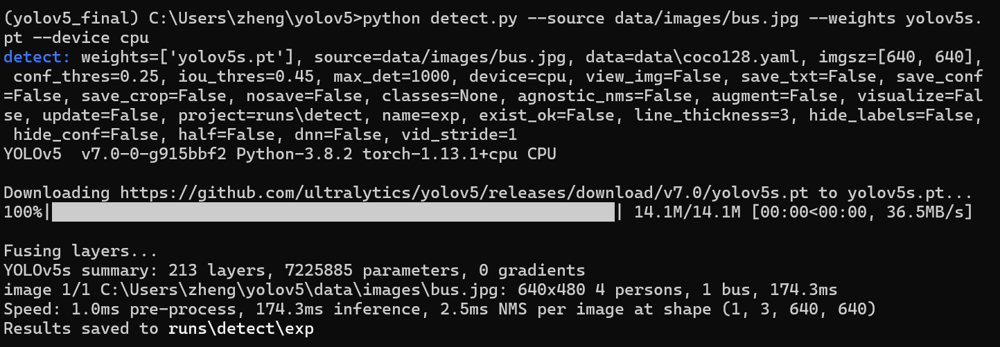 (yolov5_final) C:\Users\zheng\yolov5>python detect.py --source data/images/bus.jpg --weights yolov5s.
pt --device cpu
detect: weights=['yolov5s.pt'], source=data/images/bus.jpg, data=data\coco128.yaml, imgsz=[640, 640],
 conf_thres=0.25, iou_thres=0.45, max_det=1000, device=cpu, view_img=False, save_txt=False, save_conf
=False, save_crop=False, nosave=False, classes=None, agnostic_nms=False, augment=False, visualize=Fal
se, update=False, project=runs\detect, name=exp, exist_ok=False, line_thickness=3, hide_labels=False,
 hide_conf=False, half=False, dnn=False, vid_stride=1
YOLOv5  v7.0-0-g915bbf2 Python-3.8.2 torch-1.13.1+cpu CPU
Downloading https://github.com/ultralytics/yolov5/releases/download/v7.0/yolov5s.pt to yolov5s.pt...
100%| | 14.1M/14.1M [00:00<00:00, 36.5MB/s]
Fusing layers...
YOLOv5s summary: 213 layers, 7225885 parameters, 0 gradients
image 1/1 C:\Users\zheng\yolov5\data\images\bus.jpg: 640x480 4 persons, 1 bus, 174.3ms
Speed: 1.0ms pre-process, 174.3ms inference, 2.5ms NMS per image at shape (1, 3, 640, 640)
Results saved to runs\detect\exp